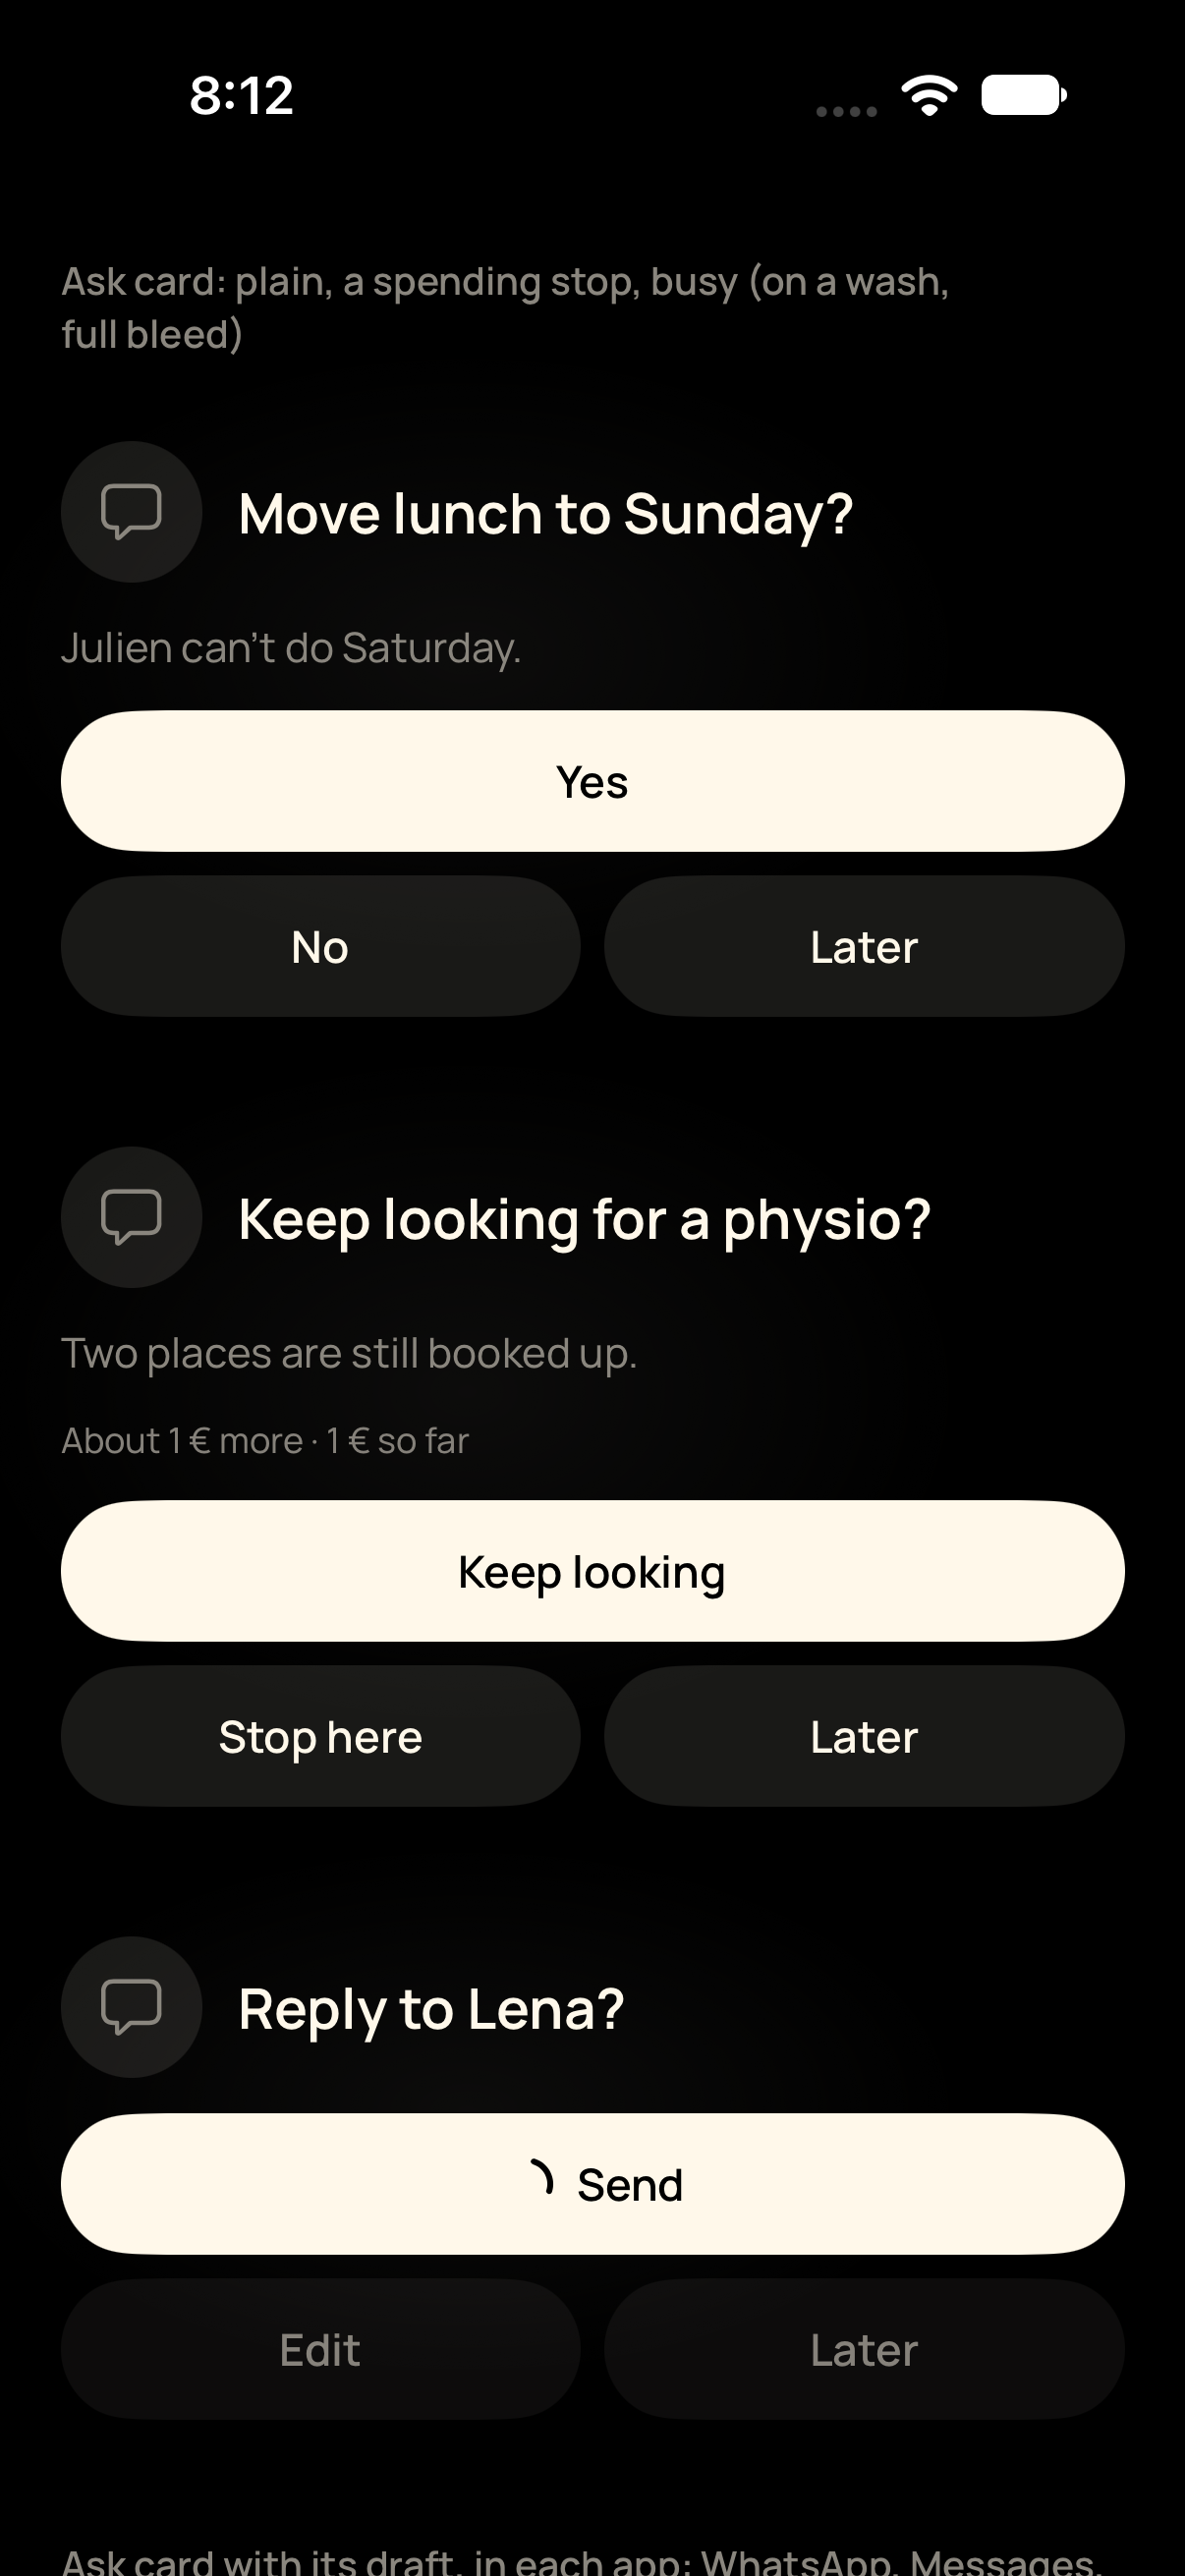 8:12
Ask card: plain, a spending stop, busy (on a wash,
full bleed)
Move lunch to Sunday?
Julien can’t do Saturday.
Yes
No
Later
Keep looking for a physio?
Two places are still booked up.
About 1 € more · 1 € so far
Keep looking
Stop here
Later
Reply to Lena?
Send
Edit
Later
Ask card with its draft, in each app: WhatsApp, Messages,